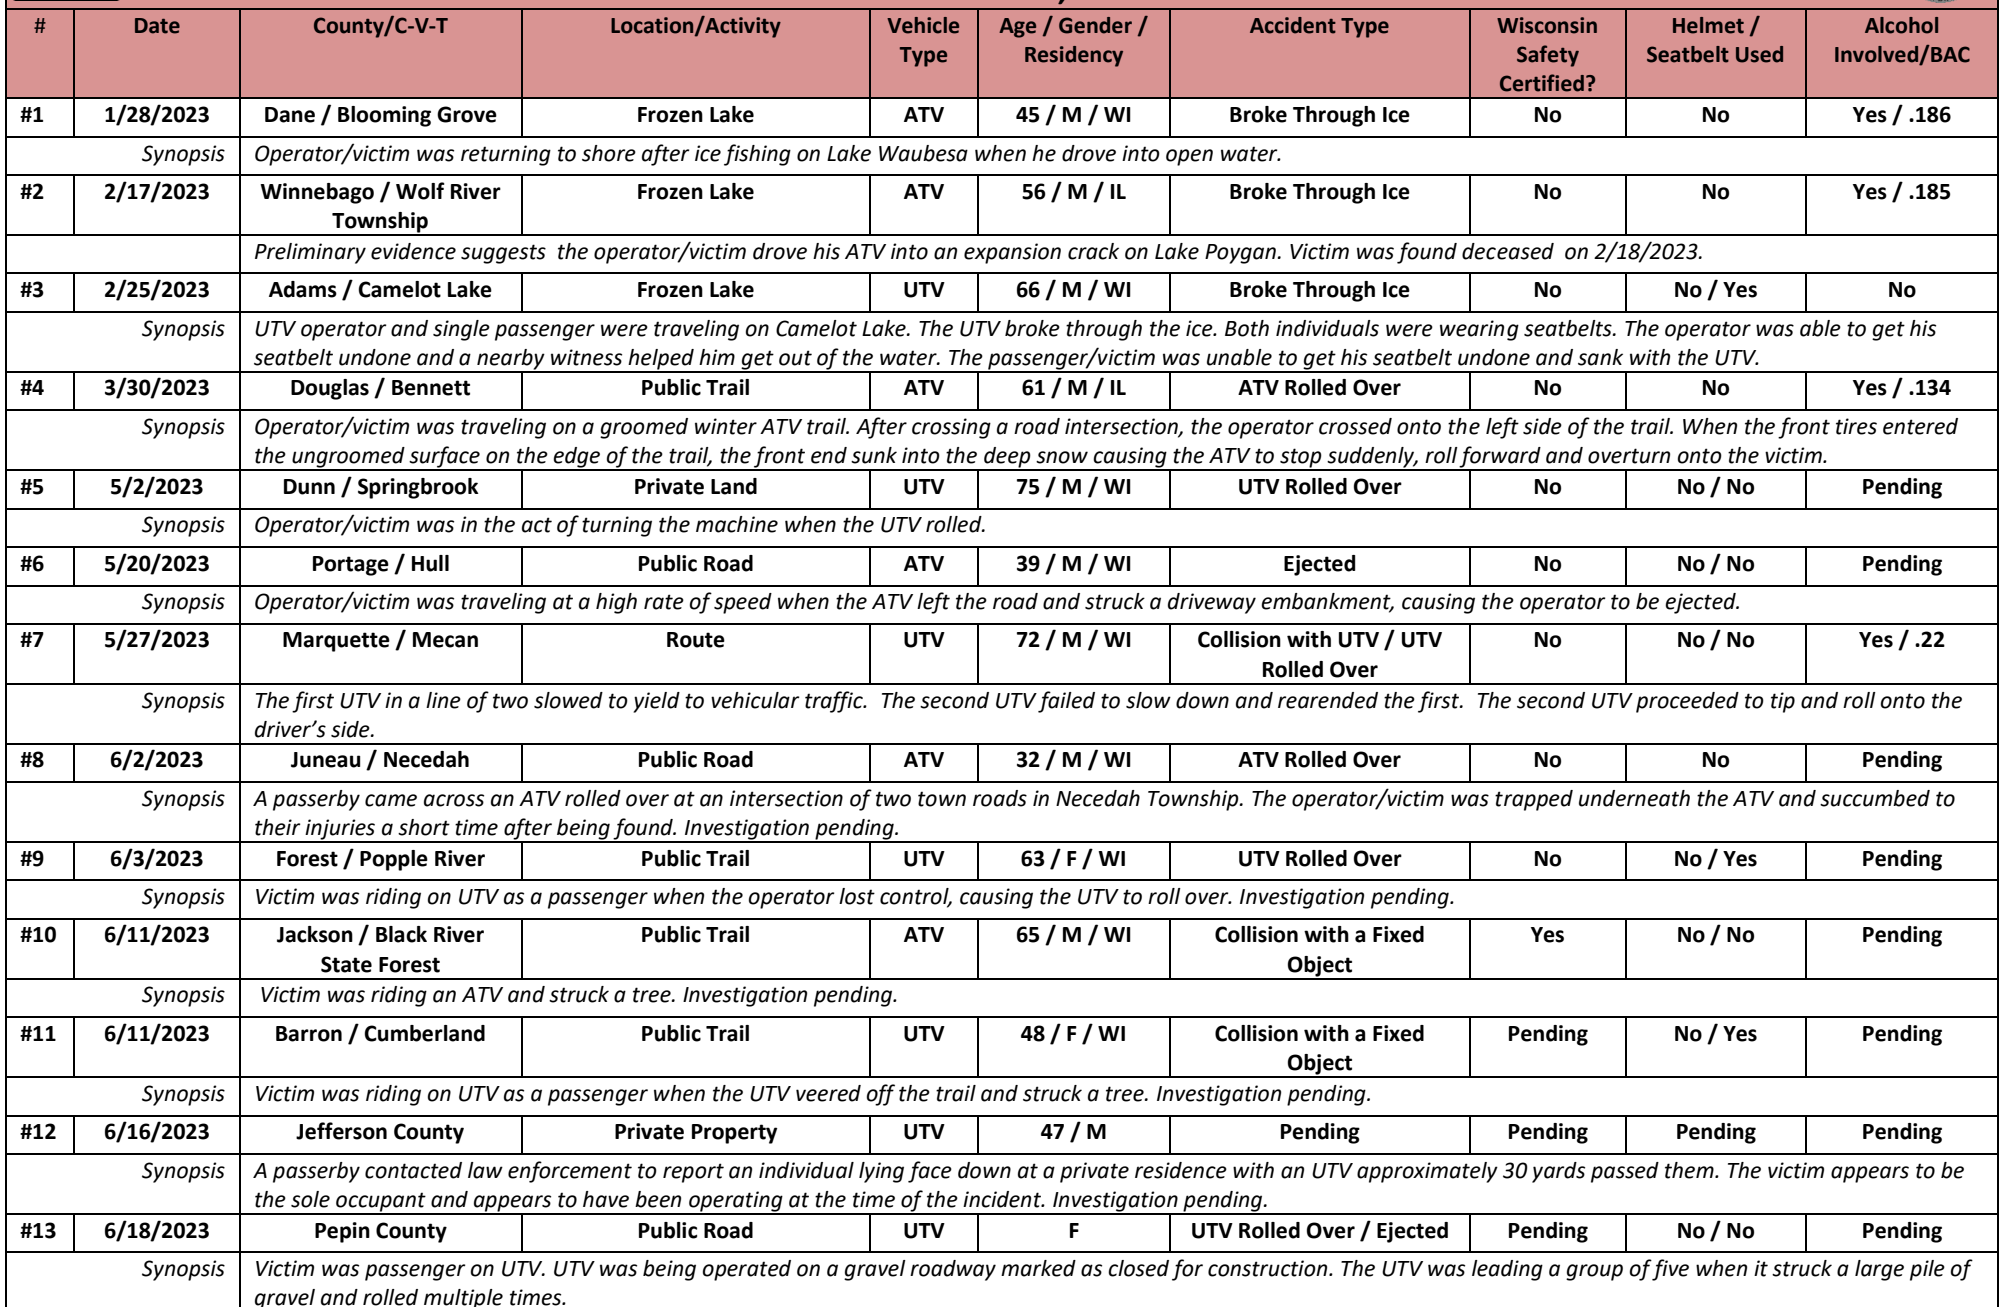 # Date County/C-V-T Location/Activity Vehicle Type Age / Gender / Residency Accident Type Wisconsin Safety Certified? Helmet / Seatbelt Used Alcohol Involved/BAC
#1 1/28/2023 Dane / Blooming Grove Frozen Lake ATV 45 / M / WI Broke Through Ice No No Yes / .186
Synopsis Operator/victim was returning to shore after ice fishing on Lake Waubesa when he drove into open water.
#2 2/17/2023 Winnebago / Wolf River Township Frozen Lake ATV 56 / M / IL Broke Through Ice No No Yes / .185
Preliminary evidence suggests the operator/victim drove his ATV into an expansion crack on Lake Poygan. Victim was found deceased on 2/18/2023.
#3 2/25/2023 Adams / Camelot Lake Frozen Lake UTV 66 / M / WI Broke Through Ice No No / Yes No
Synopsis UTV operator and single passenger were traveling on Camelot Lake. The UTV broke through the ice. Both individuals were wearing seatbelts. The operator was able to get his
seatbelt undone and a nearby witness helped him get out of the water. The passenger/victim was unable to get his seatbelt undone and sank with the UTV.
#4 3/30/2023 Douglas / Bennett Public Trail ATV 61 / M / IL ATV Rolled Over No No Yes / .134
Synopsis Operator/victim was traveling on a groomed winter ATV trail. After crossing a road intersection, the operator crossed onto the left side of the trail. When the front tires entered
the ungroomed surface on the edge of the trail, the front end sunk into the deep snow causing the ATV to stop suddenly, roll forward and overturn onto the victim.
#5 5/2/2023 Dunn / Springbrook Private Land UTV 75 / M / WI UTV Rolled Over No No / No Pending
Synopsis Operator/victim was in the act of turning the machine when the UTV rolled.
#6 5/20/2023 Portage / Hull Public Road ATV 39 / M / WI Ejected No No / No Pending
Synopsis Operator/victim was traveling at a high rate of speed when the ATV left the road and struck a driveway embankment, causing the operator to be ejected.
#7 5/27/2023 Marquette / Mecan Route UTV 72 / M / WI Collision with UTV / UTV Rolled Over No No / No Yes / .22
Synopsis The first UTV in a line of two slowed to yield to vehicular traffic. The second UTV failed to slow down and rearended the first. The second UTV proceeded to tip and roll onto the
driver's side.
#8 6/2/2023 Juneau / Necedah Public Road ATV 32 / M / WI ATV Rolled Over No No Pending
Synopsis A passerby came across an ATV rolled over at an intersection of two town roads in Necedah Township. The operator/victim was trapped underneath the ATV and succumbed to
their injuries a short time after being found. Investigation pending.
#9 6/3/2023 Forest / Popple River Public Trail UTV 63 / F / WI UTV Rolled Over No No / Yes Pending
Synopsis Victim was riding on UTV as a passenger when the operator lost control, causing the UTV to roll over. Investigation pending.
#10 6/11/2023 Jackson / Black River State Forest Public Trail ATV 65 / M / WI Collision with a Fixed Object Yes No / No Pending
Synopsis Victim was riding an ATV and struck a tree. Investigation pending.
#11 6/11/2023 Barron / Cumberland Public Trail UTV 48 / F / WI Collision with a Fixed Object Pending No / Yes Pending
Synopsis Victim was riding on UTV as a passenger when the UTV veered off the trail and struck a tree. Investigation pending.
#12 6/16/2023 Jefferson County Private Property UTV 47 / M Pending Pending Pending Pending
Synopsis A passerby contacted law enforcement to report an individual lying face down at a private residence with an UTV approximately 30 yards passed them. The victim appears to be
the sole occupant and appears to have been operating at the time of the incident. Investigation pending.
#13 6/18/2023 Pepin County Public Road UTV F UTV Rolled Over / Ejected Pending No / No Pending
Synopsis Victim was passenger on UTV. UTV was being operated on a gravel roadway marked as closed for construction. The UTV was leading a group of five when it struck a large pile of
gravel and rolled multiple times.